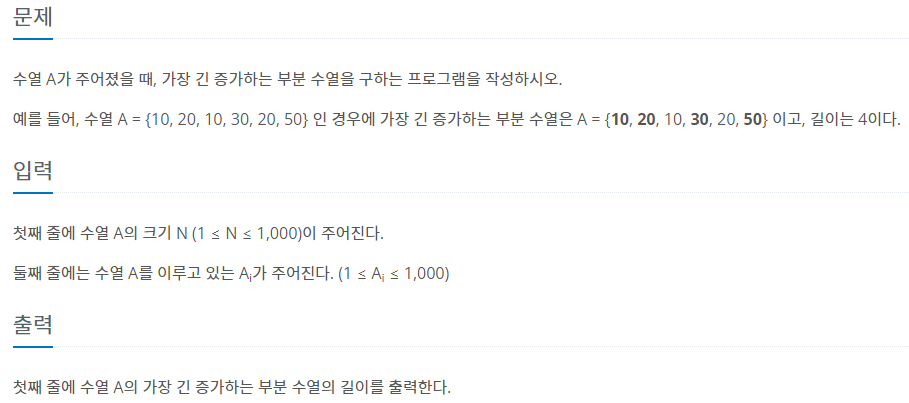 문제
수열 A가 주어졌을 때, 가장 긴 증가하는 부분 수열을 구하는 프로그램을 작성하시오.
예를 들어, 수열 A = {10, 20, 10, 30, 20, 50} 인 경우에 가장 긴 증가하는 부분 수열은 A = {10, 20, 10, 30, 20, 50} 이고, 길이는 4이다.
입력
첫째 줄에 수열 A의 크기 N (1 ≤ N ≤ 1,000)이 주어진다.
둘째 줄에는 수열 A를 이루고 있는 Aᵢ가 주어진다. (1 ≤ Aᵢ ≤ 1,000)
출력
첫째 줄에 수열 A의 가장 긴 증가하는 부분 수열의 길이를 출력한다.